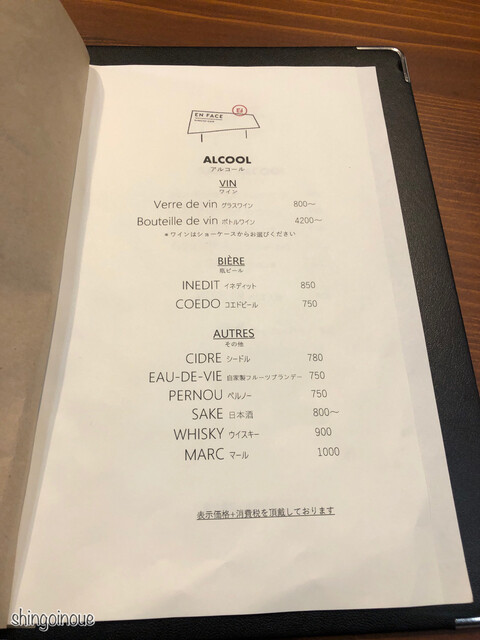 EN FACE
ALCOOL
アルコール
VIN
ワイン
Verre de vin グラスワイン 800～
Bouteille de vin ボトルワイン 4200～
＊ワインはショーケースからお選びください
BIÈRE
瓶ビール
INEDIT イネディット 850
COEDO コエドビール 750
AUTRES
その他
CIDRE シードル 780
EAU-DE-VIE 自家製フルーツブランデー 750
PERNOU ペルノー 750
SAKE 日本酒 800～
WHISKY ウイスキー 900
MARC マール 1000
表示価格+消費税を頂戴しております
shingoinoue